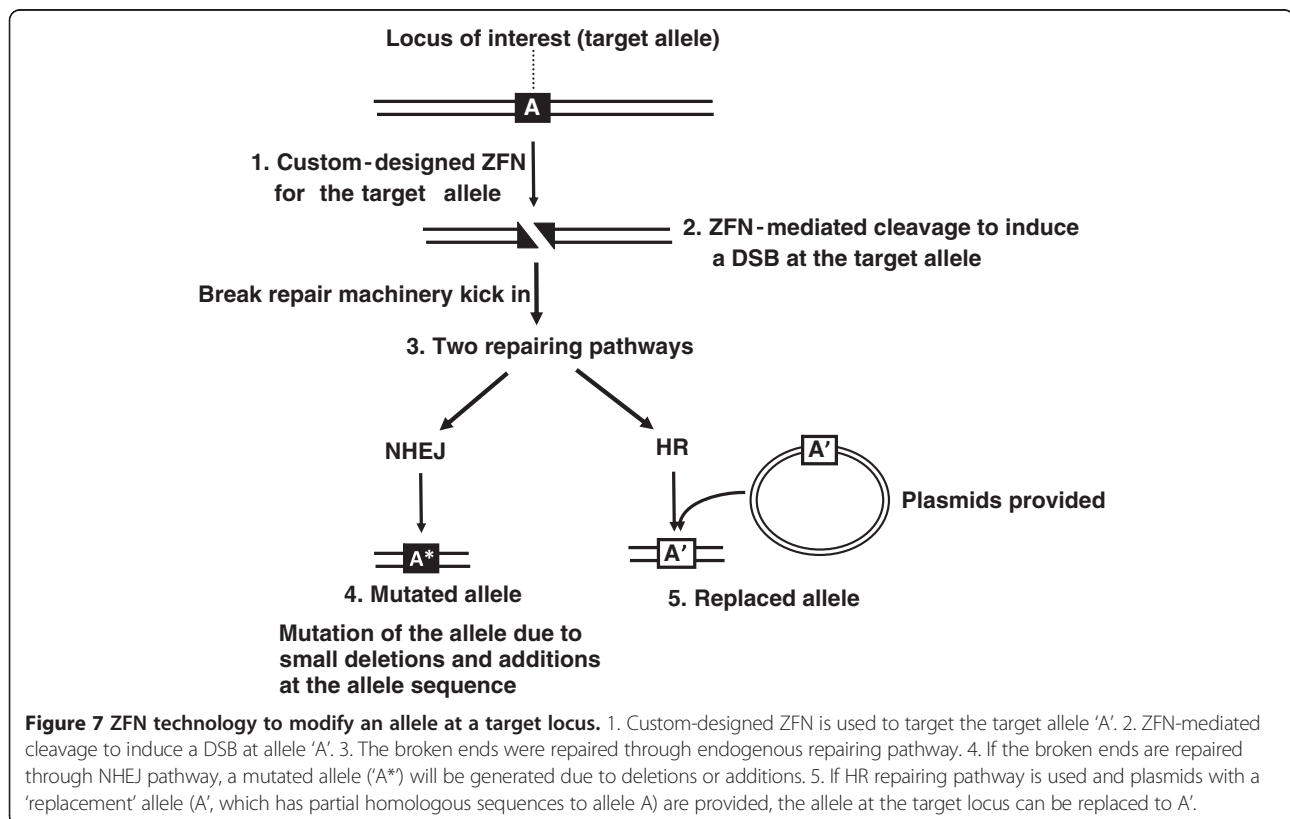 Locus of interest (target allele)
A
1. Custom-designed ZFN
for the target allele
2. ZFN-mediated cleavage to induce
a DSB at the target allele
Break repair machinery kick in
3. Two repairing pathways
NHEJ
HR
A'
Plasmids provided
A*
A'
4. Mutated allele
5. Replaced allele
Mutation of the allele due to
small deletions and additions
at the allele sequence
Figure 7 ZFN technology to modify an allele at a target locus. 1. Custom-designed ZFN is used to target the target allele ‘A’. 2. ZFN-mediated
cleavage to induce a DSB at allele ‘A’. 3. The broken ends were repaired through endogenous repairing pathway. 4. If the broken ends are repaired
through NHEJ pathway, a mutated allele (‘A*’) will be generated due to deletions or additions. 5. If HR repairing pathway is used and plasmids with a
‘replacement’ allele (A’, which has partial homologous sequences to allele A) are provided, the allele at the target locus can be replaced to A’.